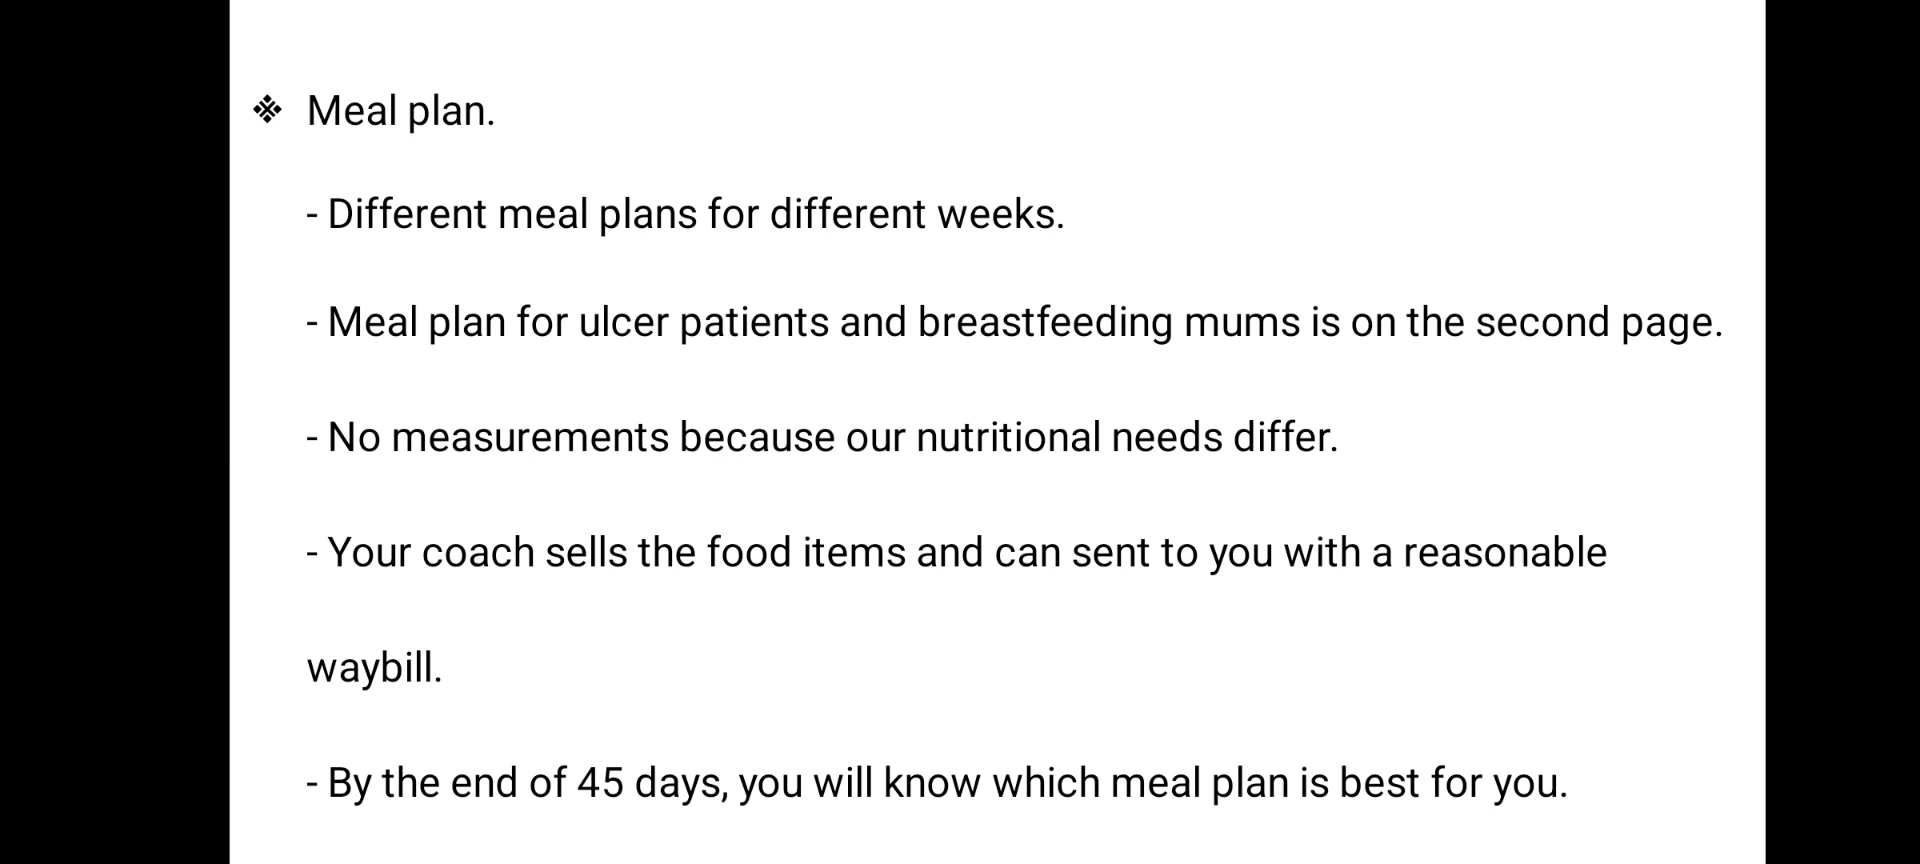 ❖ Meal plan.
- Different meal plans for different weeks.
- Meal plan for ulcer patients and breastfeeding mums is on the second page.
- No measurements because our nutritional needs differ.
- Your coach sells the food items and can sent to you with a reasonable
waybill.
- By the end of 45 days, you will know which meal plan is best for you.